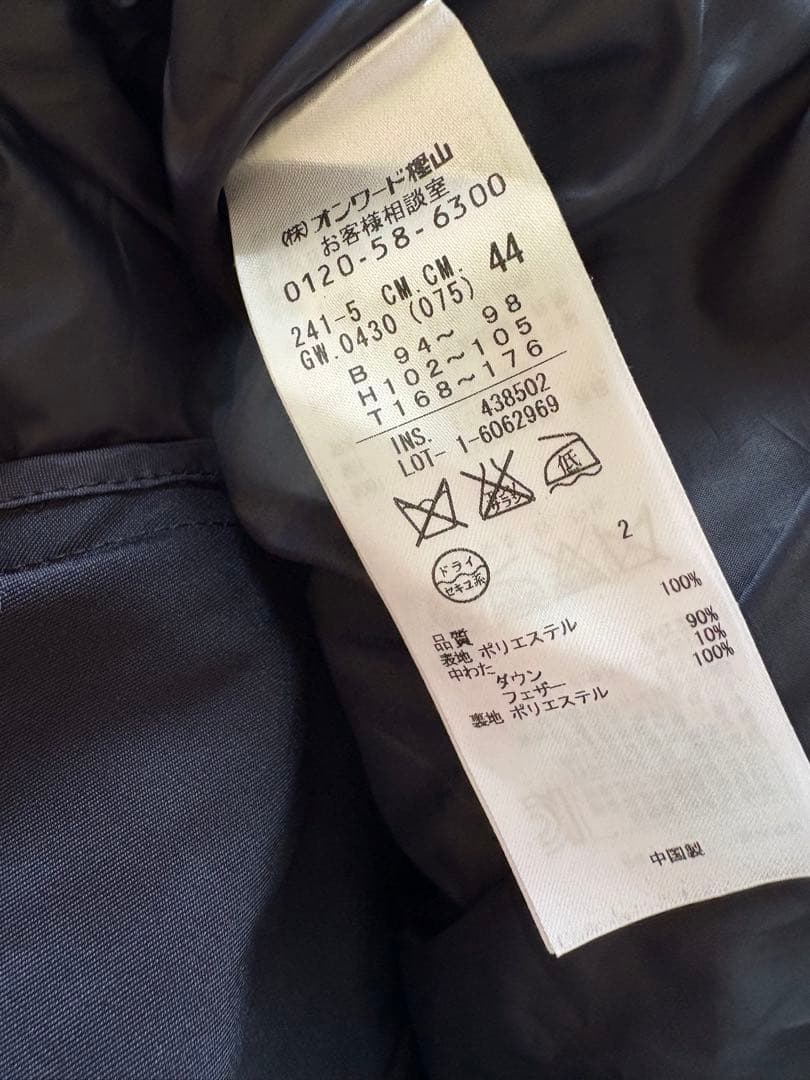 (株)オンワード樫山
お客様相談室
0120-58-6300
241-5 CM.CM. 44
GW.0430 (075)
B 94~ 98
H102~105
T168~176
INS. 438502
LOT- 1-6062969
低
ドライ
セキユ系
2
品質
表地 ポリエステル 100%
中わた ダウン 90%
フェザー 10%
裏地 ポリエステル 100%
中国製